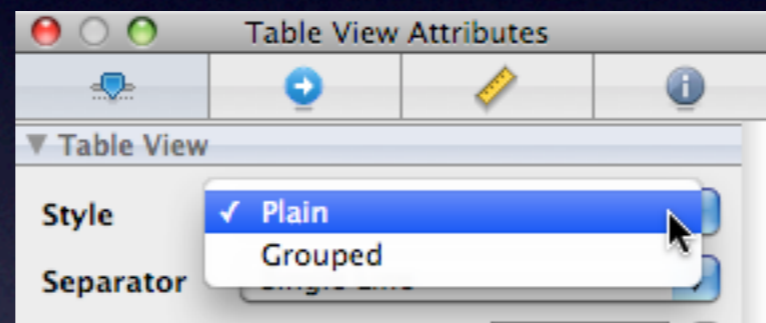 Table View Attributes
Table View
Style
✓ Plain
Grouped
Separator